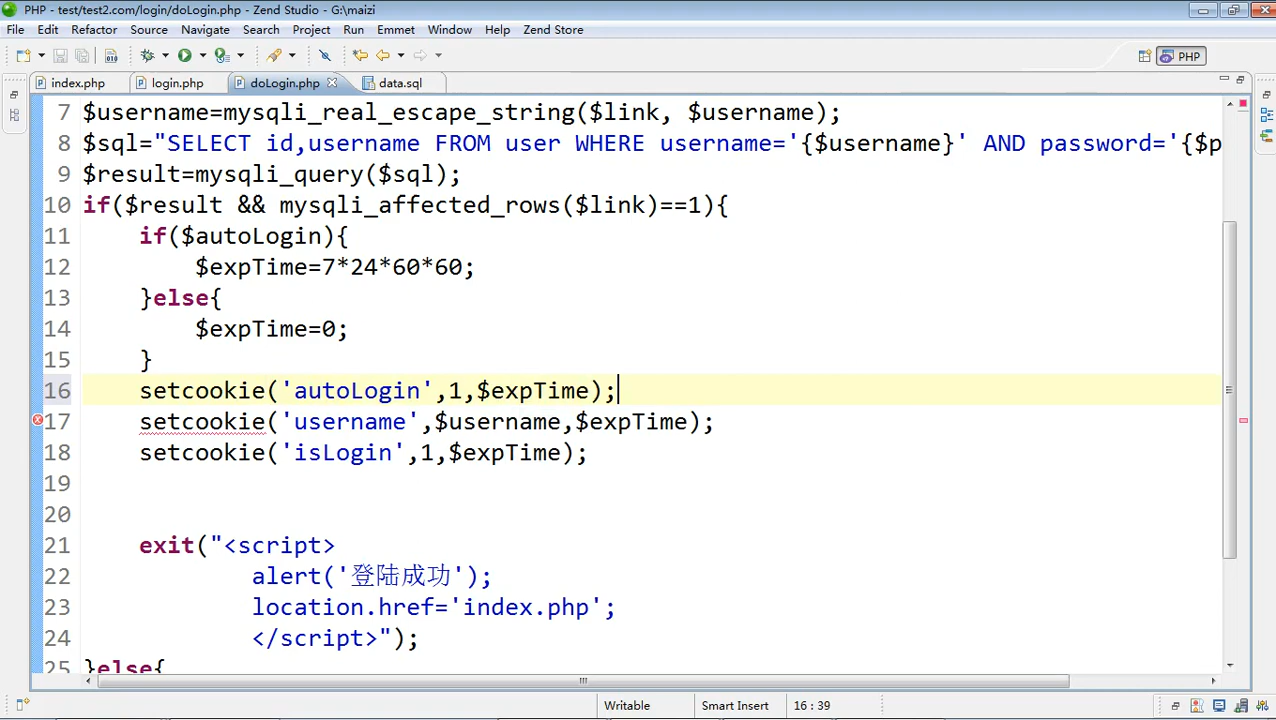 PHP - test/test2.com/login/doLogin.php - Zend Studio - G:\maizi
File Edit Refactor Source Navigate Search Project Run Emmet Window Help Zend Store
PHP
index.php login.php doLogin.php data.sql
7 $username=mysqli_real_escape_string($link, $username);
8 $sql="SELECT id,username FROM user WHERE username='{$username}' AND password='{$p
9 $result=mysqli_query($sql);
10 if($result && mysqli_affected_rows($link)==1){
11 if($autoLogin){
12 $expTime=7*24*60*60;
13 }else{
14 $expTime=0;
15 }
16 setcookie('autoLogin',1,$expTime);
17 setcookie('username',$username,$expTime);
18 setcookie('isLogin',1,$expTime);
19
20
21 exit("<script>
22 alert('登陆成功');
23 location.href='index.php';
24 </script>");
25 }else{
Writable Smart Insert 16 : 39